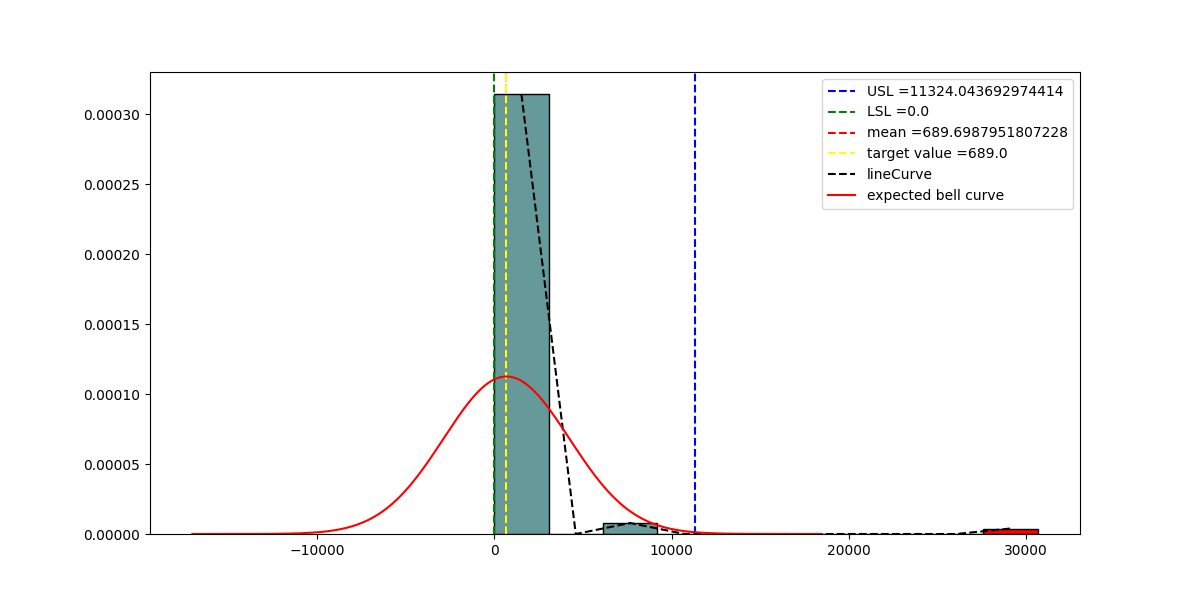 USL =11324.043692974414
LSL =0.0
mean =689.6987951807228
target value =689.0
lineCurve
expected bell curve
0.00030
0.00025
0.00020
0.00015
0.00010
0.00005
0.00000
−10000
0
10000
20000
30000